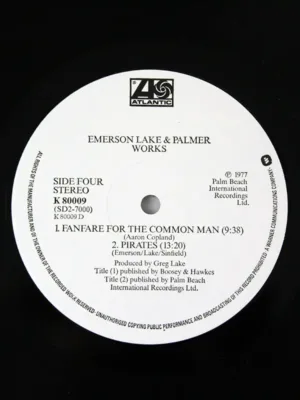 ATLANTIC
EMERSON LAKE & PALMER
WORKS
SIDE FOUR
STEREO
K 80009
(SD2-7000)
K 80009 D
℗ 1977
Palm Beach
International
Recordings
Ltd.
1. FANFARE FOR THE COMMON MAN (9:38)
(Aaron Copland)
2. PIRATES (13:20)
(Emerson/Lake/Sinfield)
Produced by Greg Lake
Title (1) published by Boosey & Hawkes
Title (2) published by Palm Beach
International Recordings Ltd.
ALL RIGHTS OF THE MANUFACTURER AND OF THE OWNER OF THE RECORDED WORK RESERVED · UNAUTHORISED COPYING PUBLIC PERFORMANCE AND BROADCASTING OF THIS RECORD PROHIBITED. A WARNER COMMUNICATIONS COMPANY.